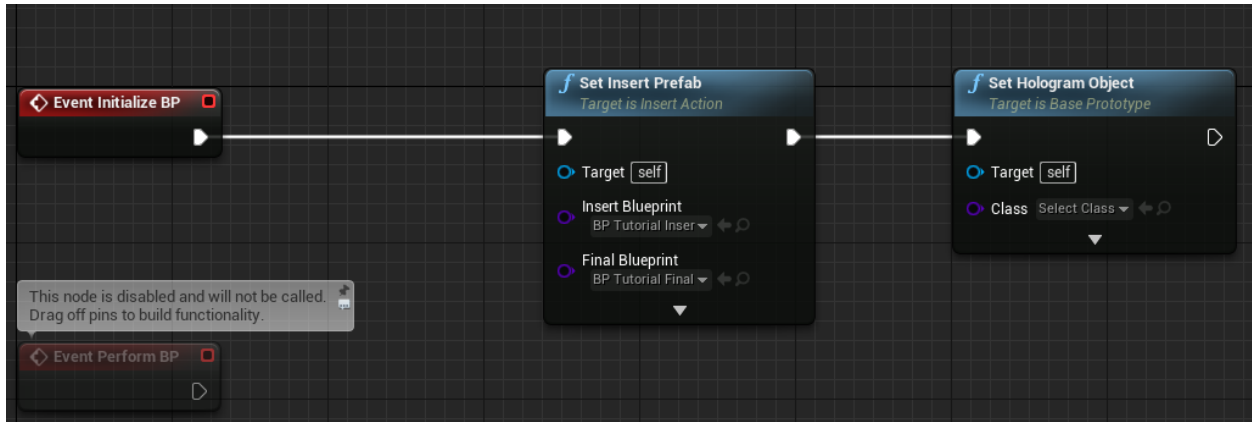 Event Initialize BP
Set Insert Prefab
Target is Insert Action
Target self
Insert Blueprint
BP Tutorial Inser
Final Blueprint
BP Tutorial Final
Set Hologram Object
Target is Base Prototype
Target self
Class Select Class
This node is disabled and will not be called.
Drag off pins to build functionality.
Event Perform BP